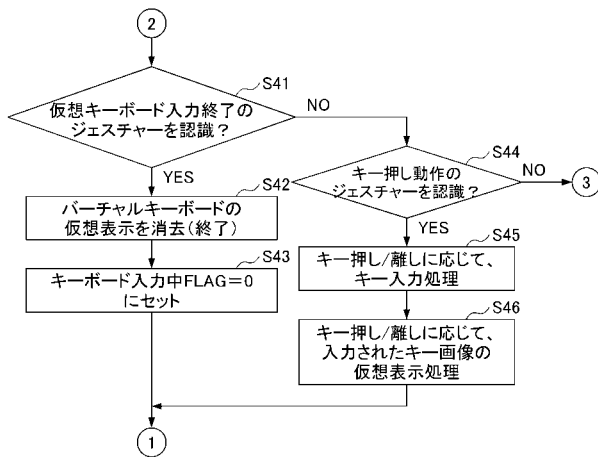 2
S41
仮想キーボード入力終了の
ジェスチャーを認識？
NO
YES
S44
キー押し動作の
ジェスチャーを認識？
NO
3
YES
S42
バーチャルキーボードの
仮想表示を消去(終了)
S43
キーボード入力中FLAG=0
にセット
S45
キー押し/離しに応じて、
キー入力処理
S46
キー押し/離しに応じて、
入力されたキー画像の
仮想表示処理
1